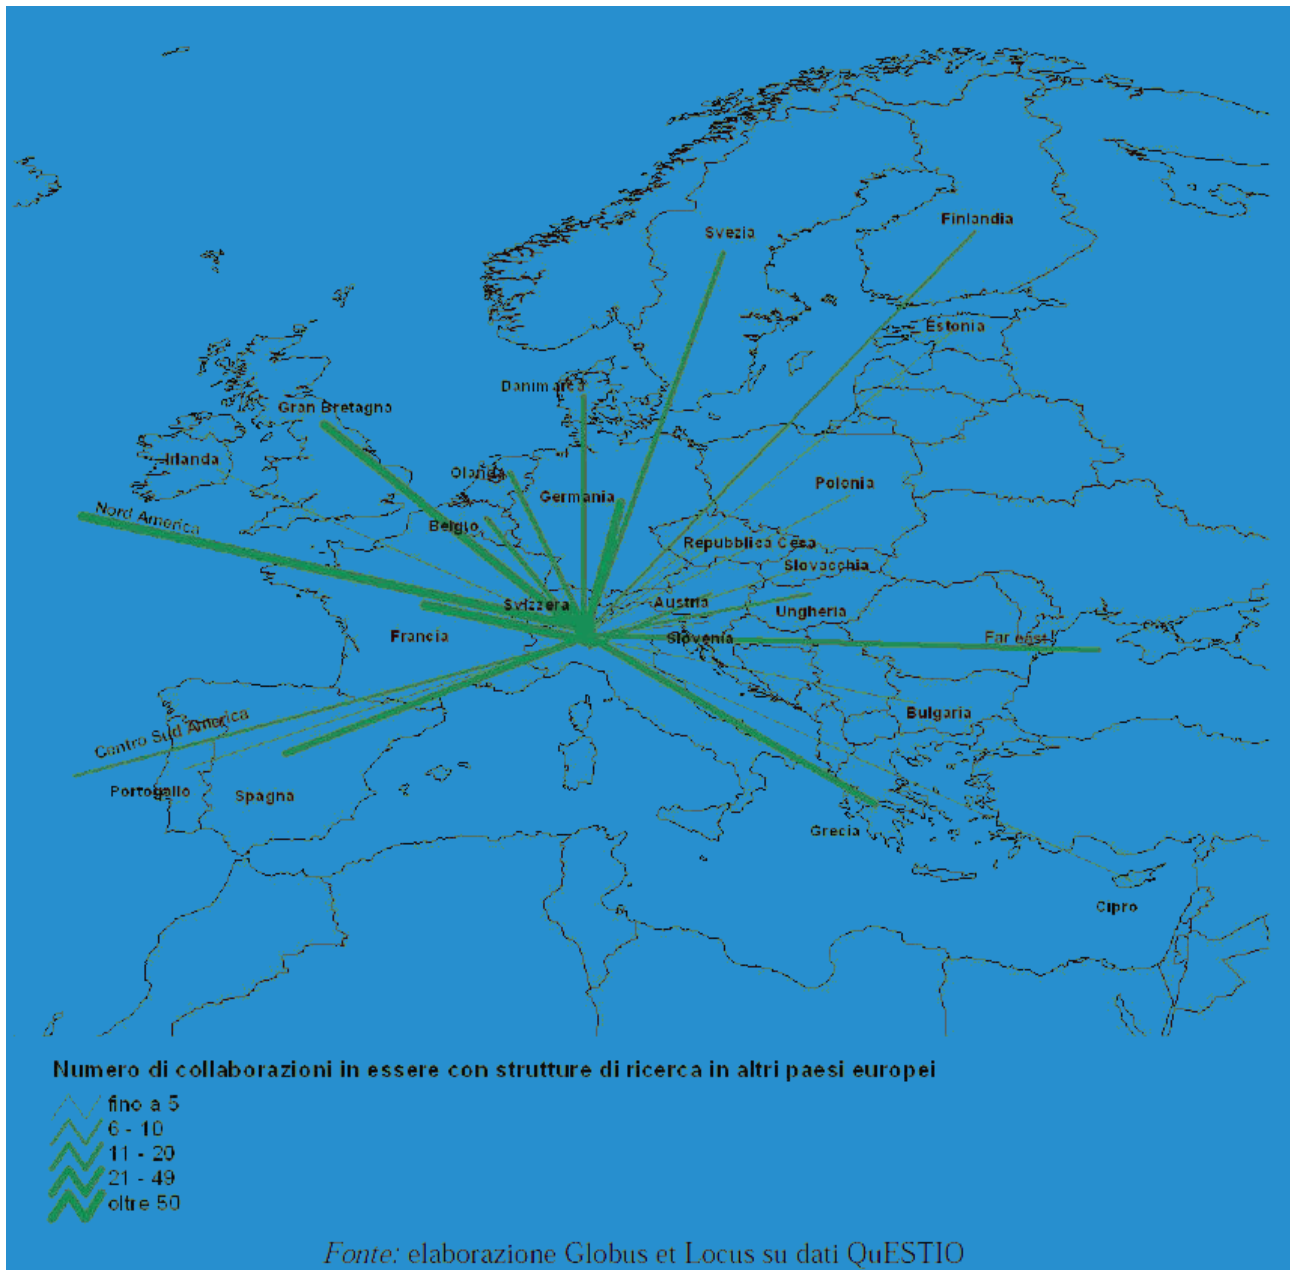 Finlandia
Svezia
Estonia
Danimarca
Gran Bretagna
Irlanda
Olanda
Germania
Polonia
Nord America
Belgio
Repubblica Ceca
Slovacchia
Svizzera
Austria
Ungheria
Francia
Slovenia
Far east
Bulgaria
Centro Sud America
Portogallo
Spagna
Grecia
Cipro
Numero di collaborazioni in essere con strutture di ricerca in altri paesi europei
fino a 5
6 - 10
11 - 20
21 - 49
oltre 50
Fonte: elaborazione Globus et Locus su dati QuESTIO